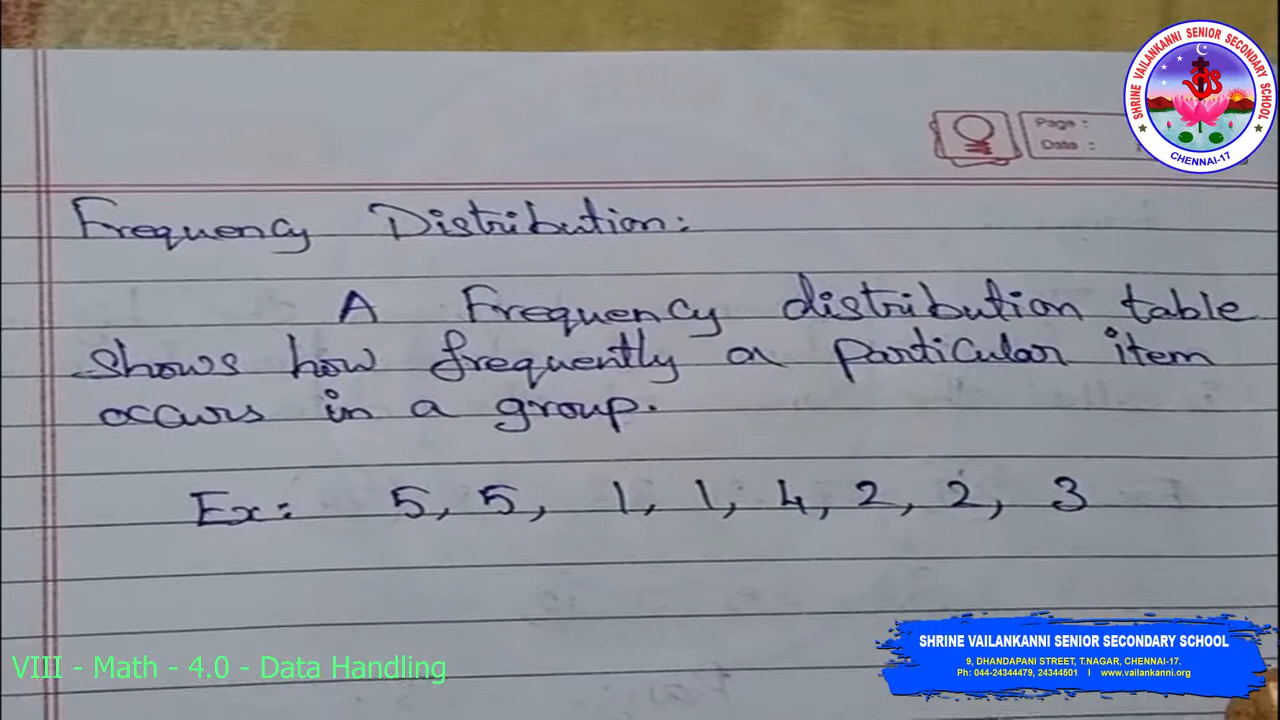 SHRINE VAILANKANNI SENIOR SECONDARY SCHOOL
CHENNAI-17
Page :
Date :
Frequency Distribution:
A Frequency distribution table
shows how frequently a particular item
occurs in a group.
Ex: 5, 5, 1, 1, 4, 2, 2, 3
SHRINE VAILANKANNI SENIOR SECONDARY SCHOOL
9, DHANDAPANI STREET, T.NAGAR, CHENNAI-17.
Ph: 044-24344479, 24344501 I www.vailankanni.org
VIII - Math - 4.0 - Data Handling